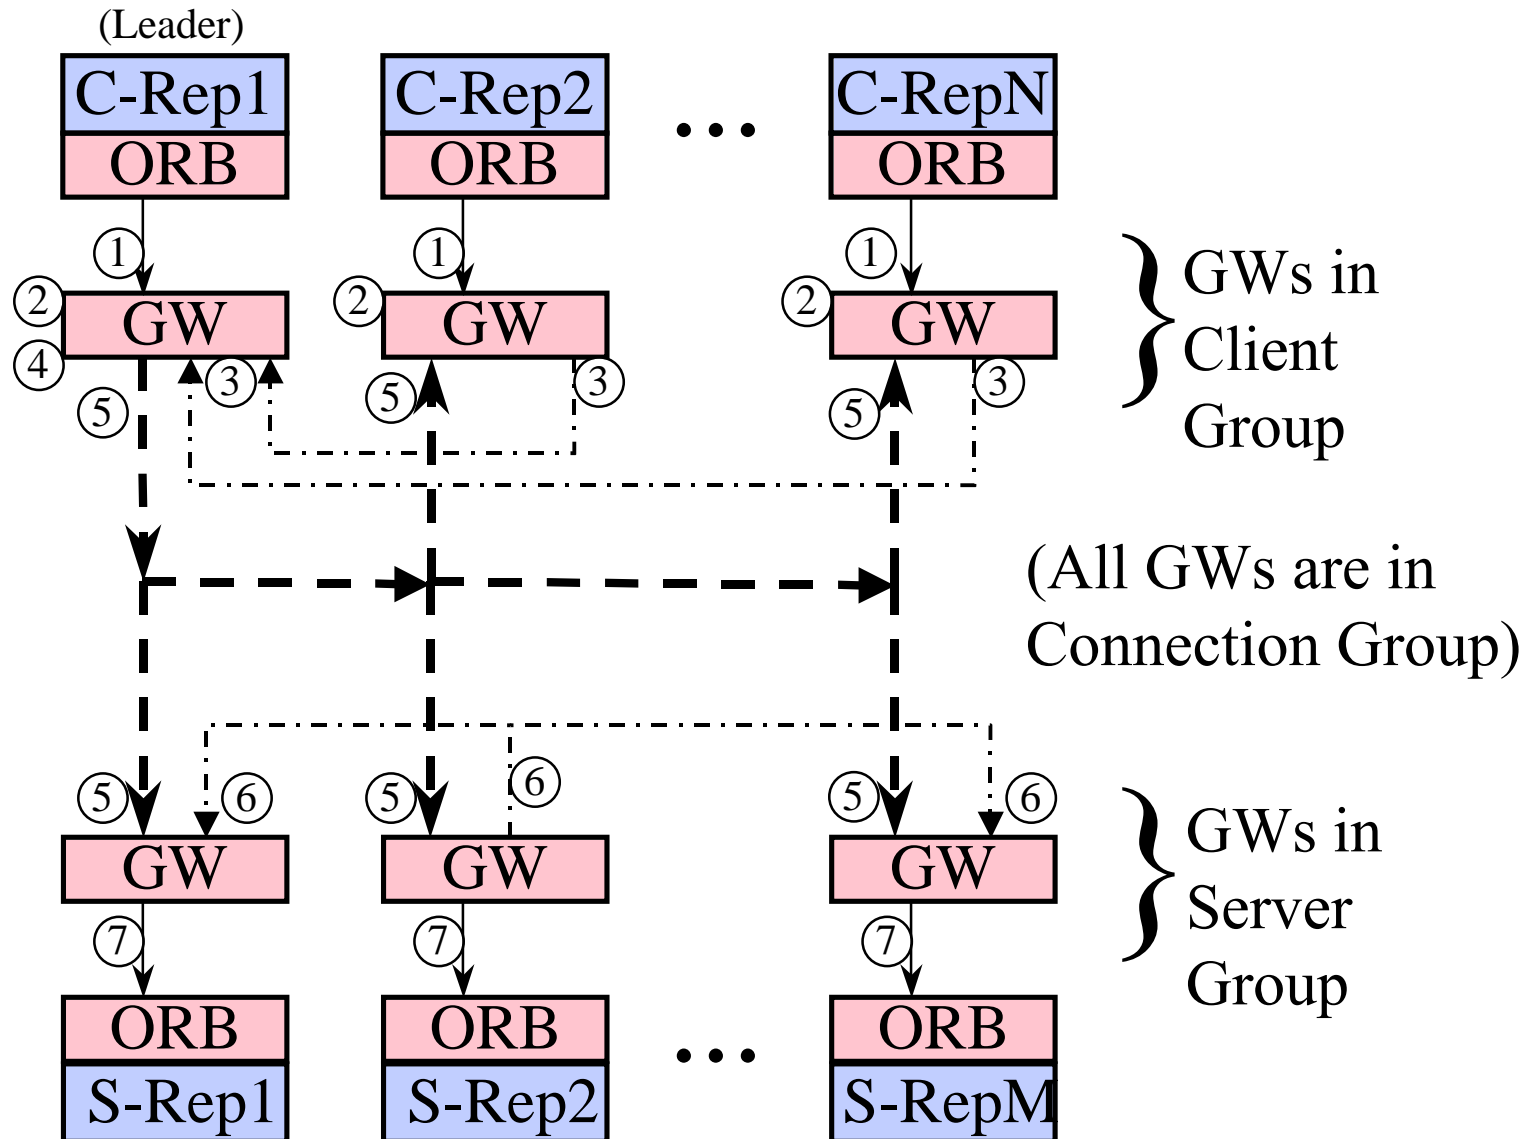 (Leader)
C-Rep1
C-Rep2
...
C-RepN
ORB
ORB
ORB
1
1
1
2
GW
2
GW
2
GW
4
3
3
3
5
5
5
GWs in
Client
Group
(All GWs are in
Connection Group)
5
6
5
6
5
6
GW
GW
GW
GWs in
Server
Group
7
7
7
ORB
ORB
...
ORB
S-Rep1
S-Rep2
S-RepM